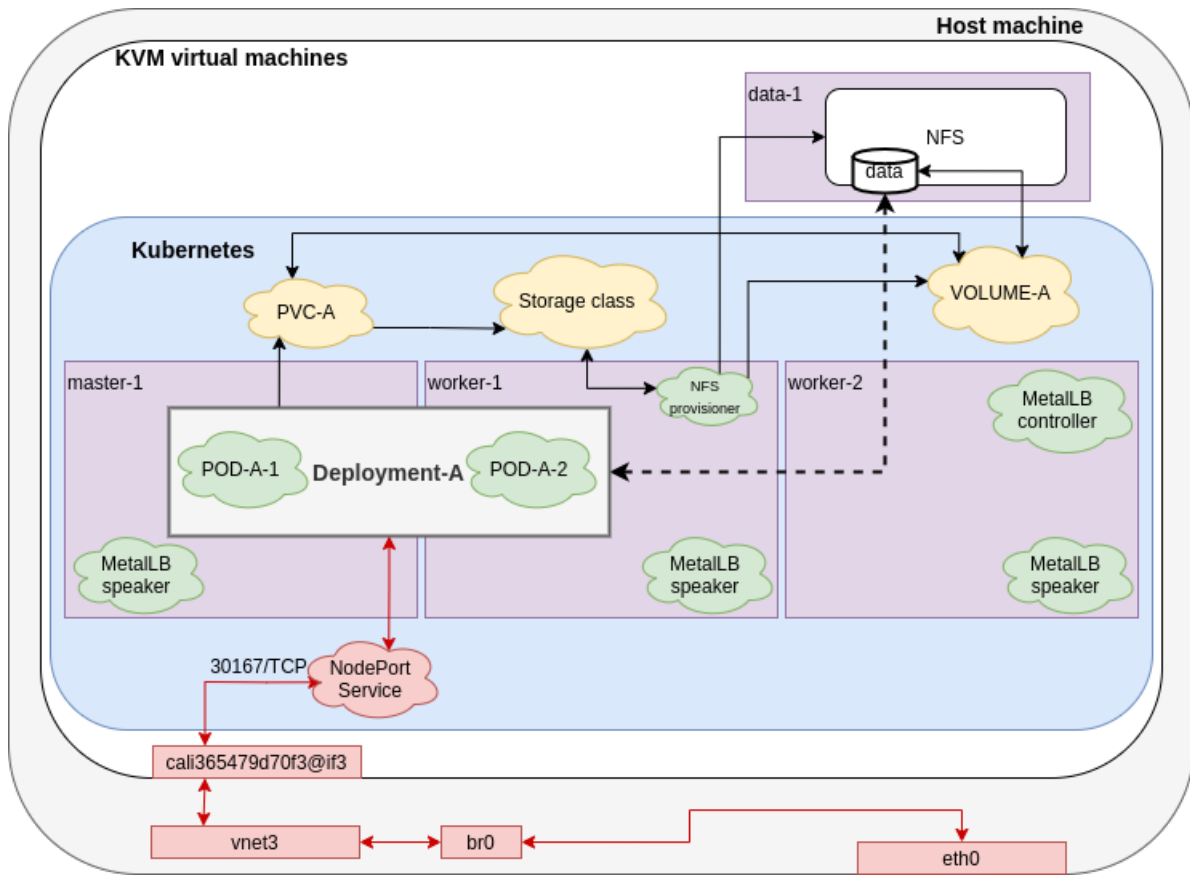 Host machine
KVM virtual machines
data-1
NFS
data
Kubernetes
PVC-A
Storage class
VOLUME-A
master-1
worker-1
NFS
provisioner
worker-2
MetalLB
controller
POD-A-1
Deployment-A
POD-A-2
MetalLB
speaker
MetalLB
speaker
MetalLB
speaker
30167/TCP
NodePort
Service
cali365479d70f3@if3
vnet3
br0
eth0